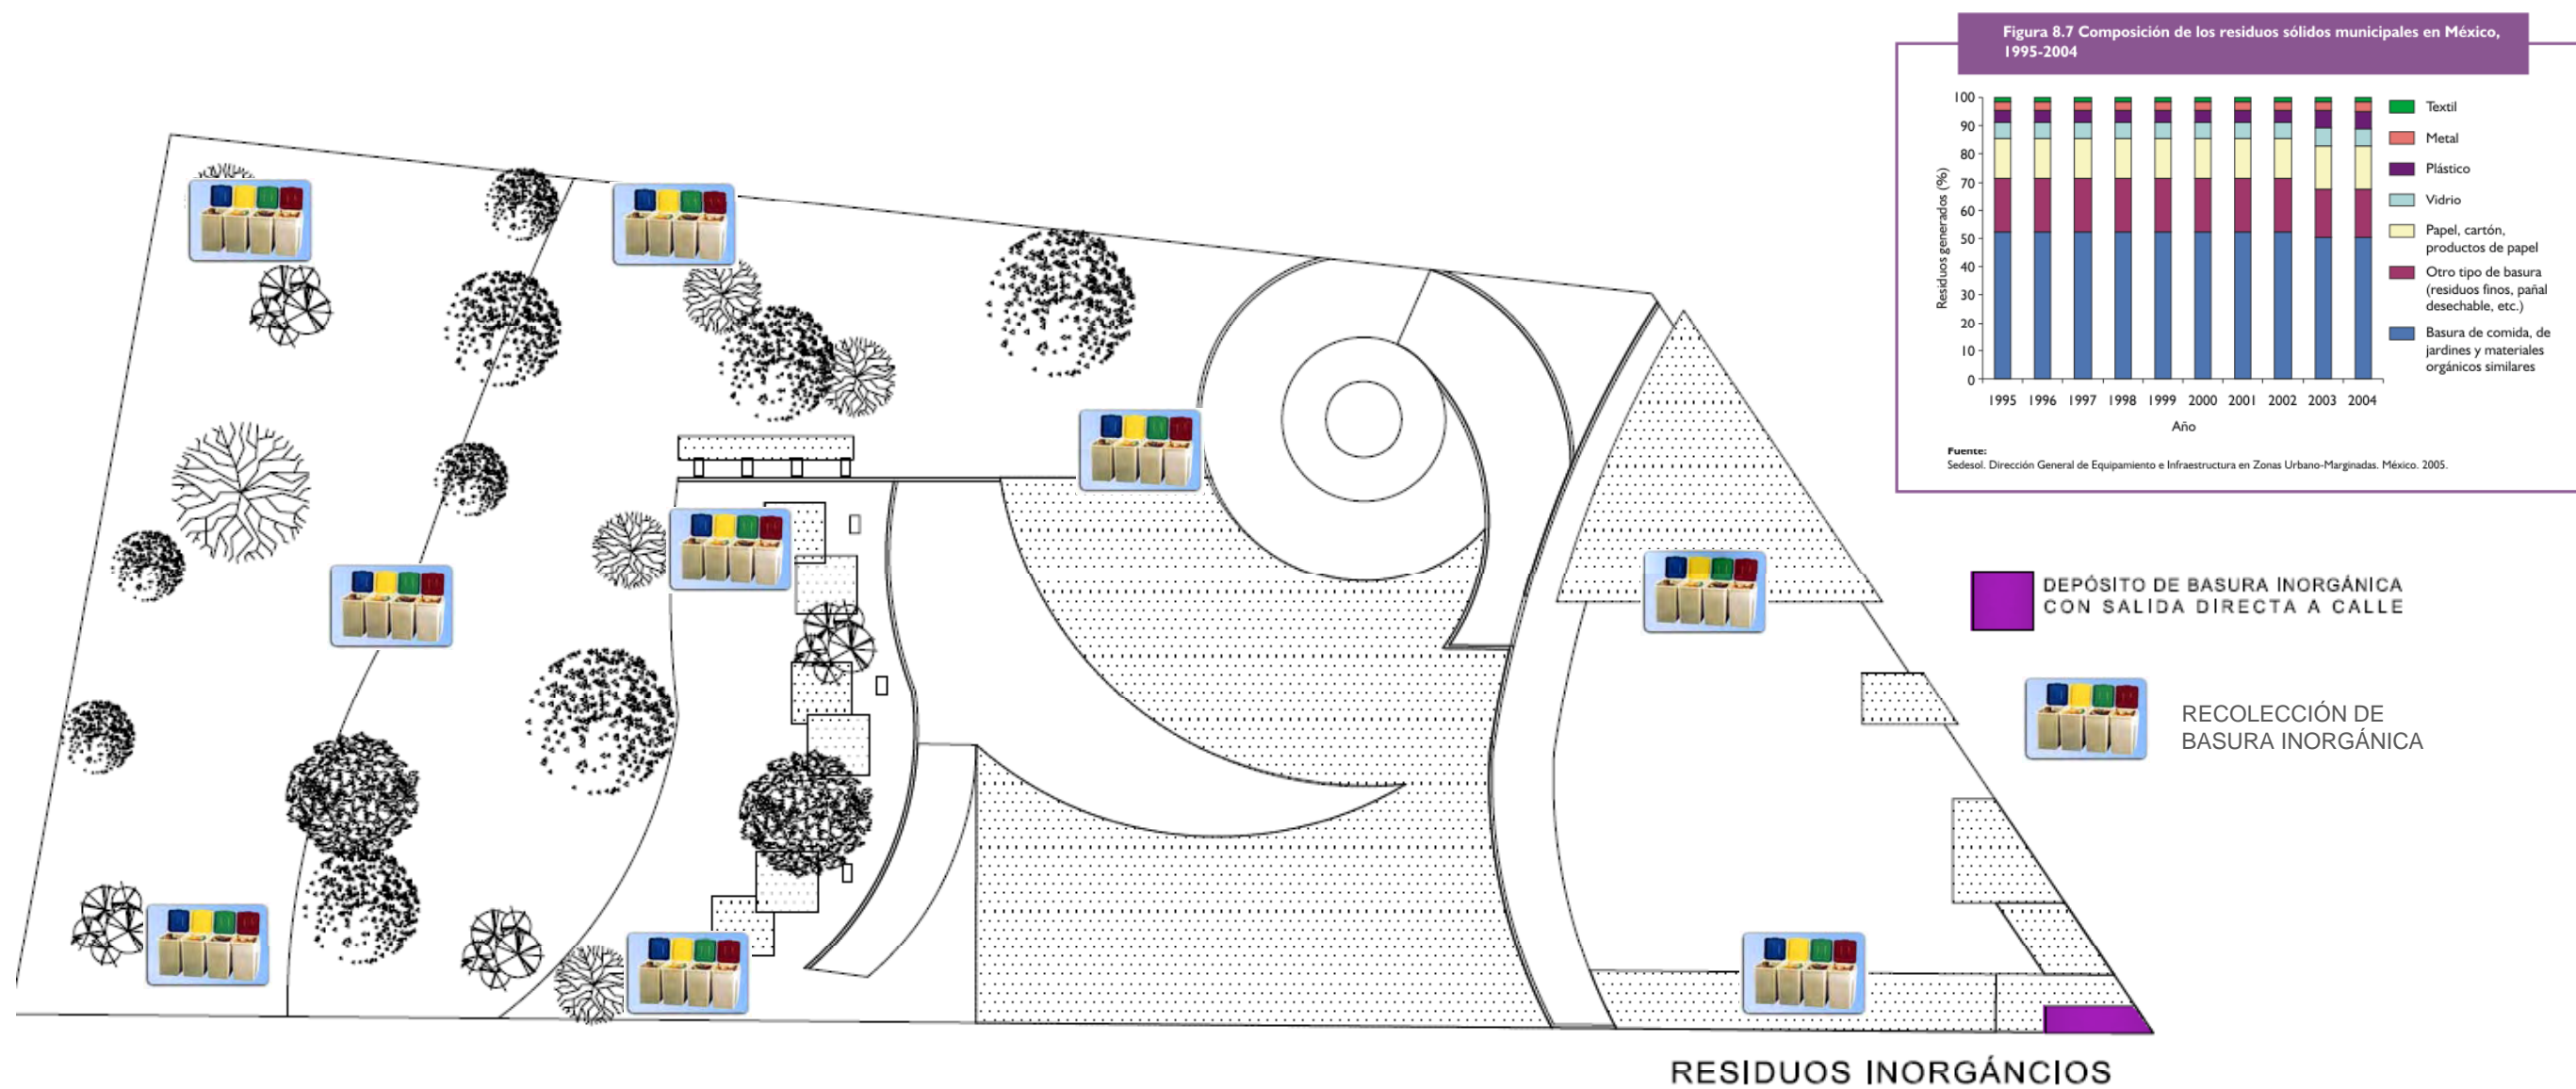 Figura 8.7 Composición de los residuos sólidos municipales en México,
1995-2004
Residuos generados (%)
100
90
80
70
60
50
40
30
20
10
0
1995 1996 1997 1998 1999 2000 2001 2002 2003 2004
Año
Textil
Metal
Plástico
Vidrio
Papel, cartón,
productos de papel
Otro tipo de basura
(residuos finos, pañal
desechable, etc.)
Basura de comida, de
jardines y materiales
orgánicos similares
Fuente:
Sedesol. Dirección General de Equipamiento e Infraestructura en Zonas Urbano-Marginadas. México. 2005.
DEPÓSITO DE BASURA INORGÁNICA
CON SALIDA DIRECTA A CALLE
RECOLECCIÓN DE
BASURA INORGÁNICA
RESIDUOS INORGÁNCIOS